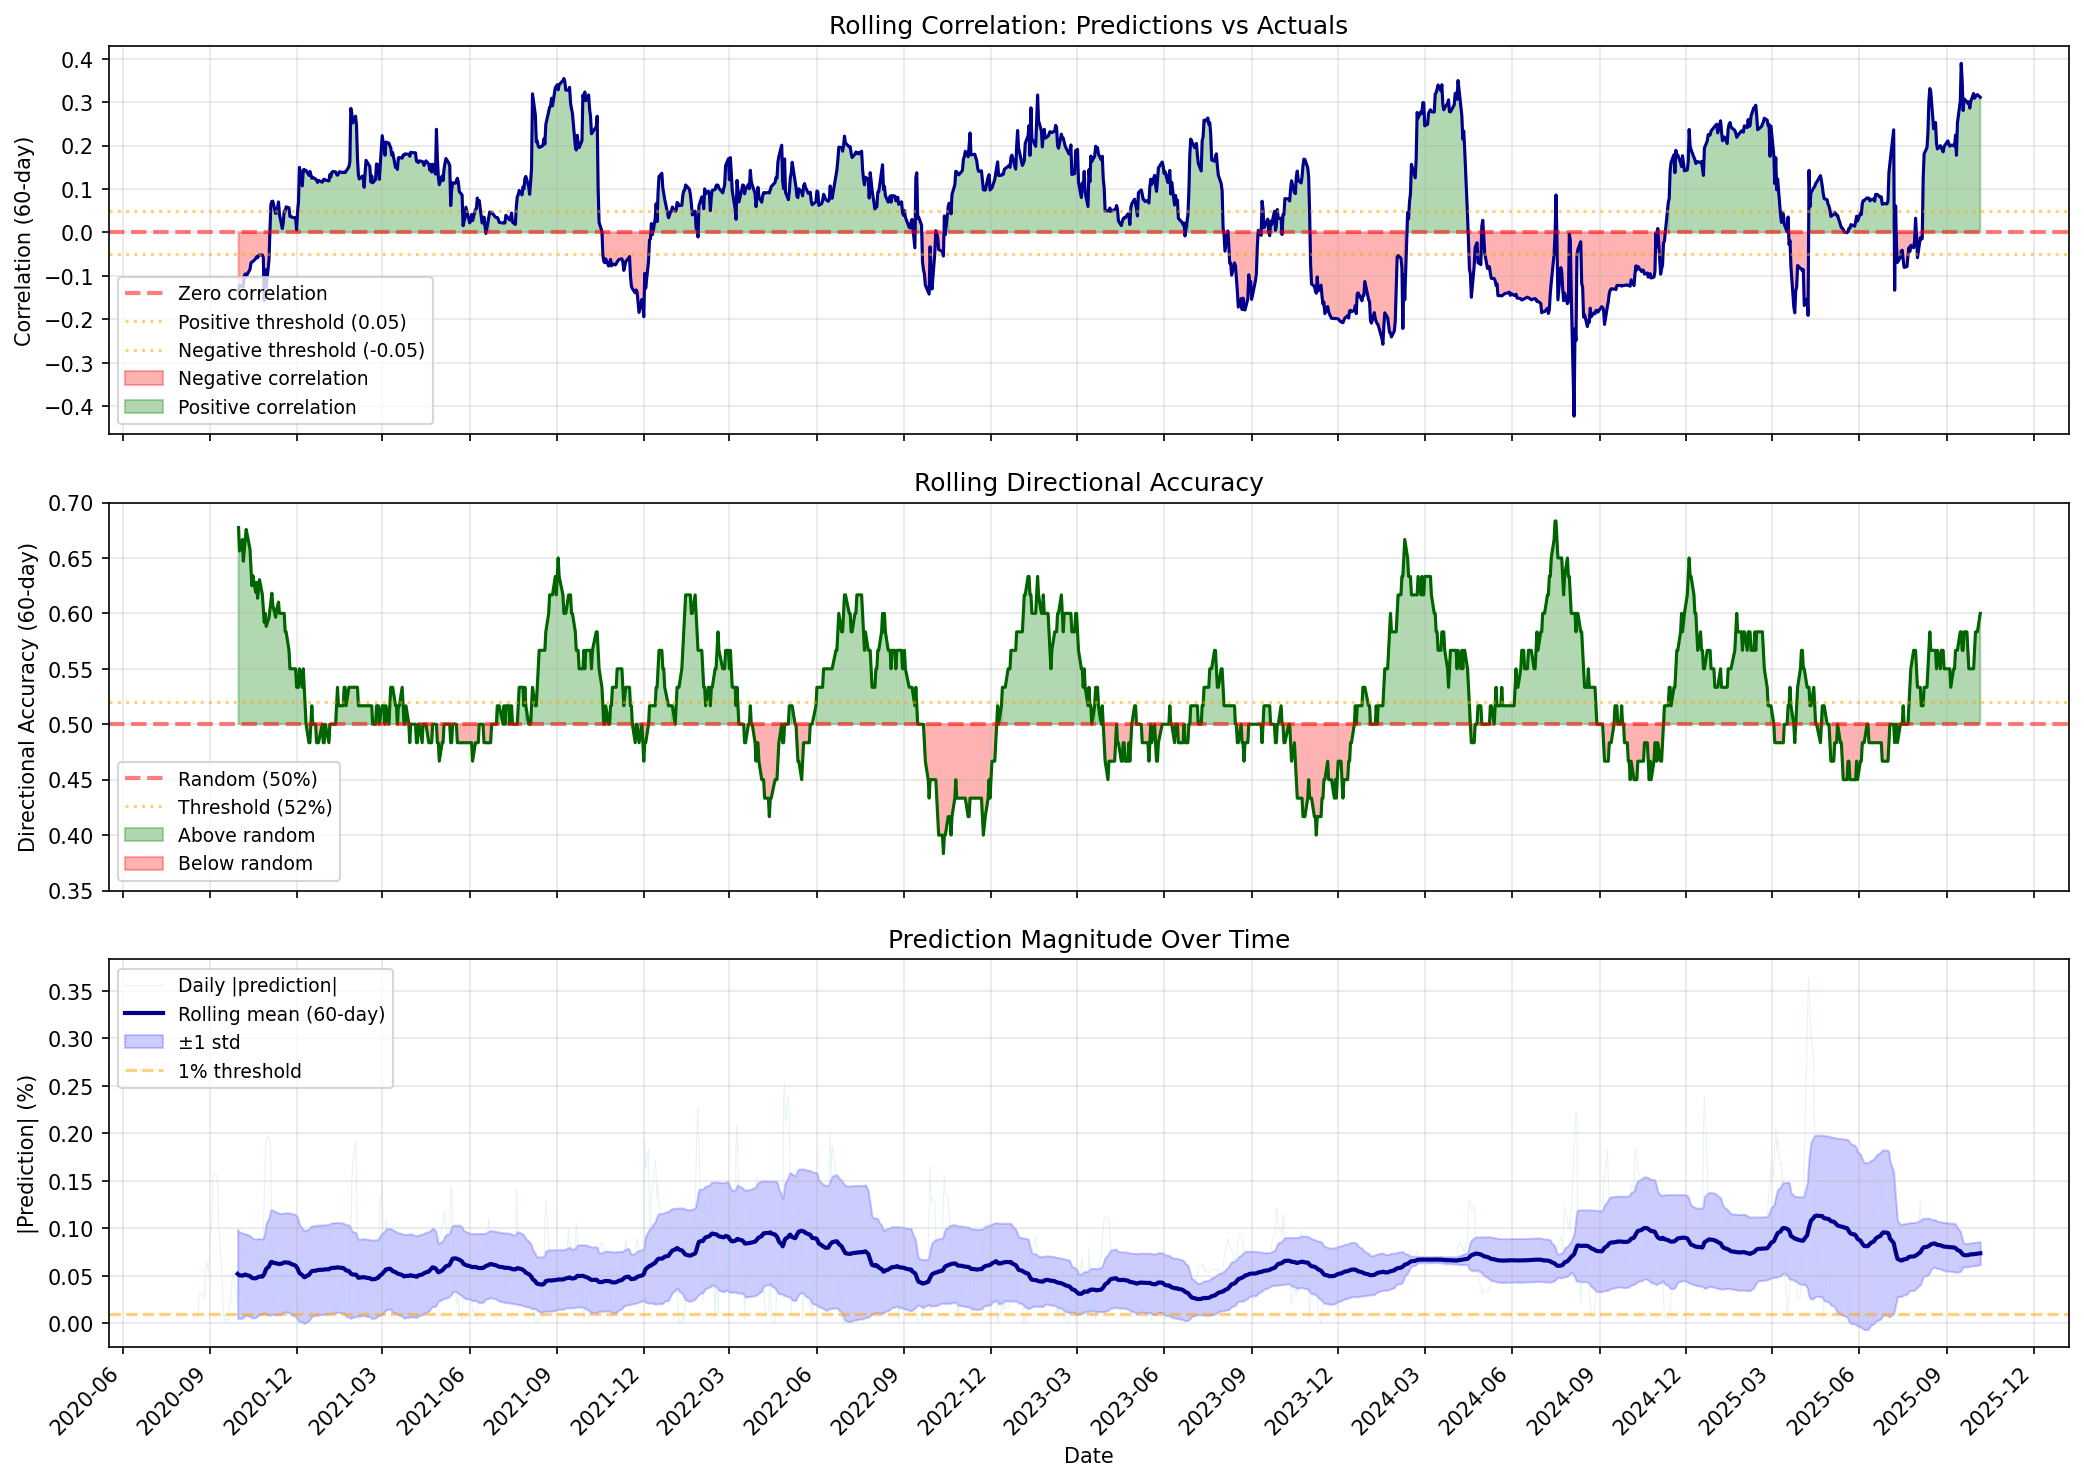 Rolling Correlation: Predictions vs Actuals
Correlation (60-day)
0.4
0.3
0.2
0.1
0.0
−0.1
−0.2
−0.3
−0.4
Zero correlation
Positive threshold (0.05)
Negative threshold (-0.05)
Negative correlation
Positive correlation
Rolling Directional Accuracy
Directional Accuracy (60-day)
0.70
0.65
0.60
0.55
0.50
0.45
0.40
0.35
Random (50%)
Threshold (52%)
Above random
Below random
Prediction Magnitude Over Time
|Prediction| (%)
0.35
0.30
0.25
0.20
0.15
0.10
0.05
0.00
Daily |prediction|
Rolling mean (60-day)
±1 std
1% threshold
2020-06
2020-09
2020-12
2021-03
2021-06
2021-09
2021-12
2022-03
2022-06
2022-09
2022-12
2023-03
2023-06
2023-09
2023-12
2024-03
2024-06
2024-09
2024-12
2025-03
2025-06
2025-09
2025-12
Date